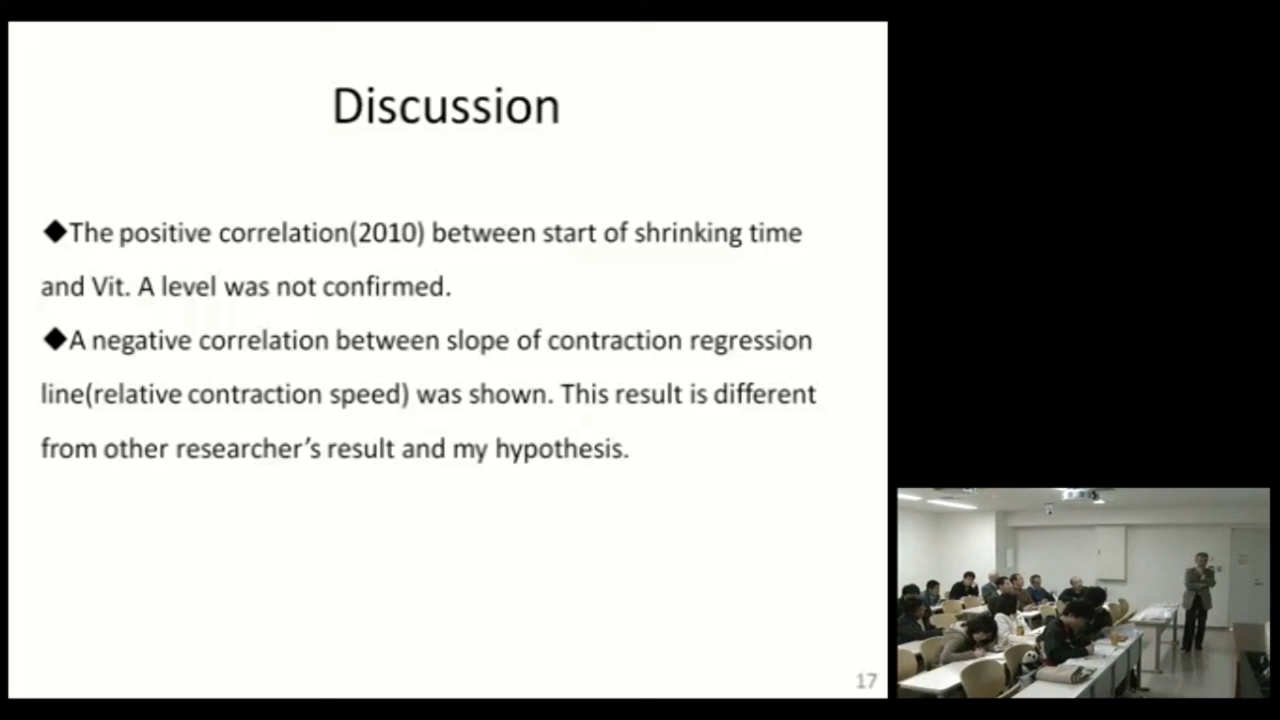 Discussion
◆The positive correlation(2010) between start of shrinking time
and Vit. A level was not confirmed.
◆A negative correlation between slope of contraction regression
line(relative contraction speed) was shown. This result is different
from other researcher’s result and my hypothesis.
17